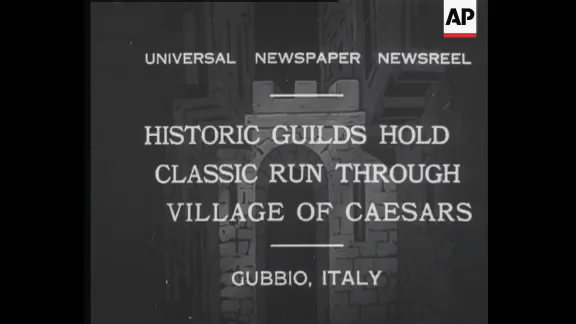 AP
UNIVERSAL NEWSPAPER NEWSREEL
HISTORIC GUILDS HOLD
CLASSIC RUN THROUGH
VILLAGE OF CAESARS
GUBBIO, ITALY